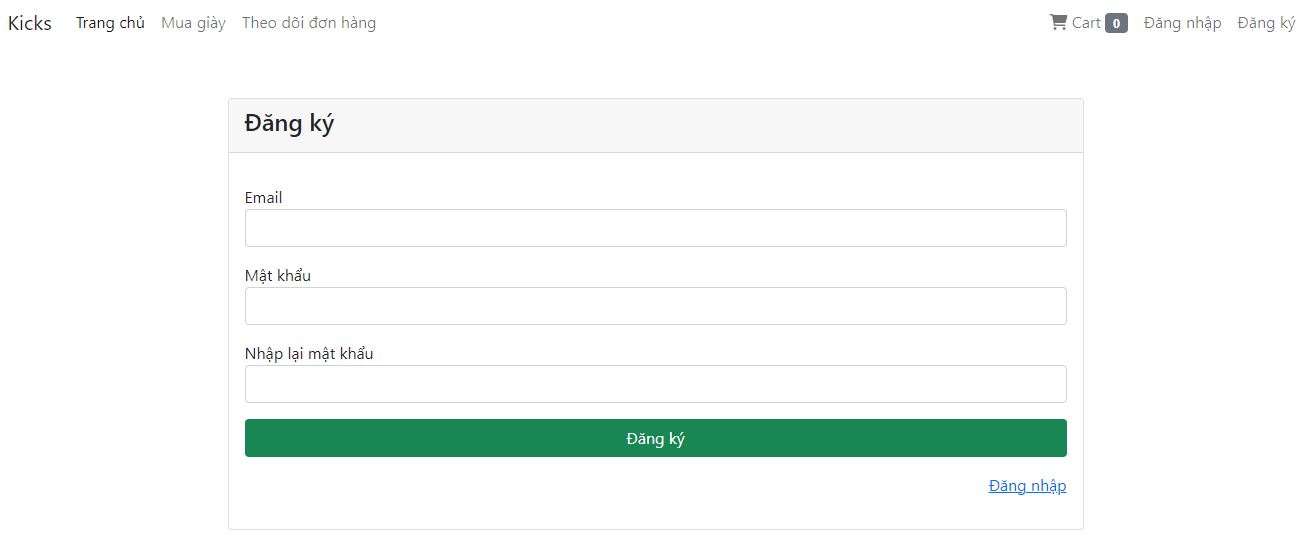 Kicks Trang chủ Mua giày Theo dõi đơn hàng Cart 0 Đăng nhập Đăng ký
Đăng ký
Email
Mật khẩu
Nhập lại mật khẩu
Đăng ký
Đăng nhập